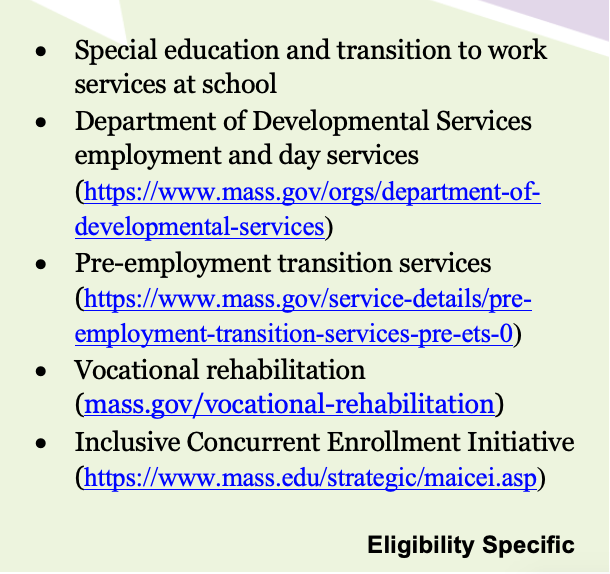 • Special education and transition to work
services at school
• Department of Developmental Services
employment and day services
(https://www.mass.gov/orgs/department-of-
developmental-services)
• Pre-employment transition services
(https://www.mass.gov/service-details/pre-
employment-transition-services-pre-ets-0)
• Vocational rehabilitation
(mass.gov/vocational-rehabilitation)
• Inclusive Concurrent Enrollment Initiative
(https://www.mass.edu/strategic/maicei.asp)
Eligibility Specific